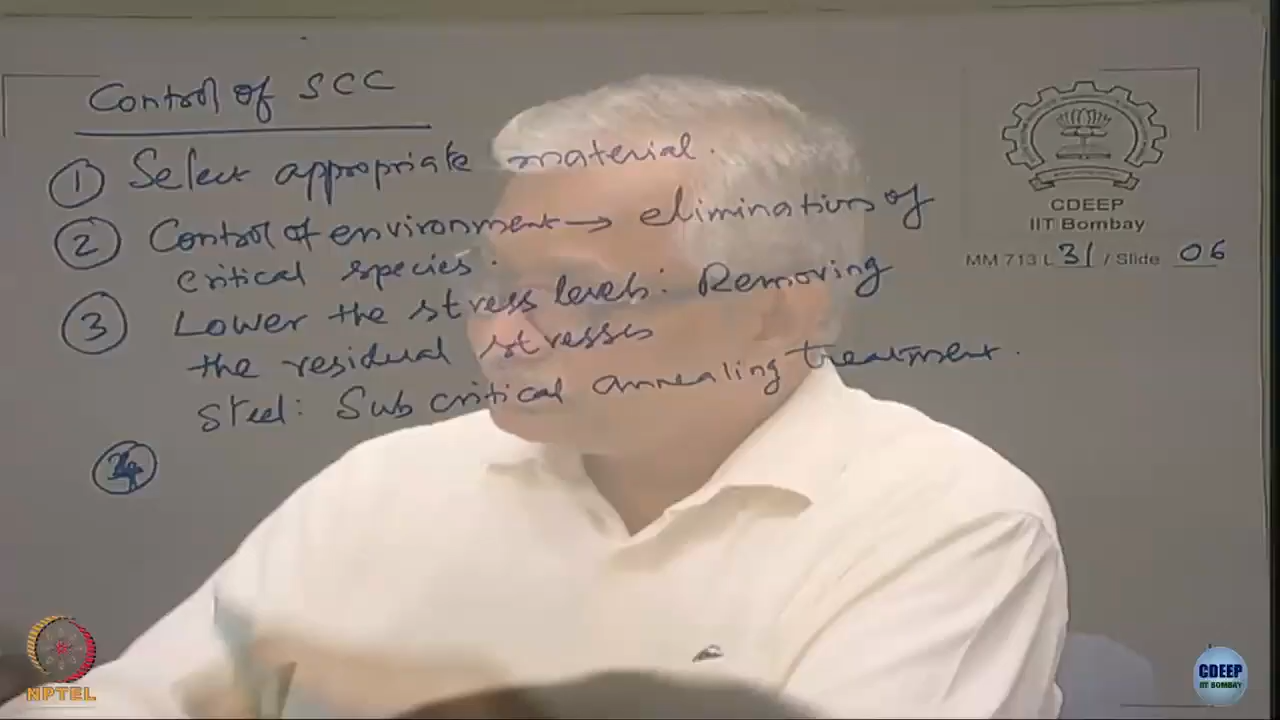 Control of SCC
① Select appropriate material.
② Control of environment → elimination of
critical species.
③ Lower the stress levels: Removing
the residual stresses
Steel: Sub critical annealing treatment.
④
CDEEP
IIT Bombay
MM 713 L 31 / Slide 06
NPTEL
CDEEP
IIT BOMBAY